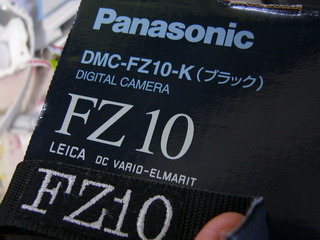 Panasonic
DMC-FZ10-K(ブラック)
DIGITAL CAMERA
FZ10
LEICA DC VARIO-ELMARIT
FZ10